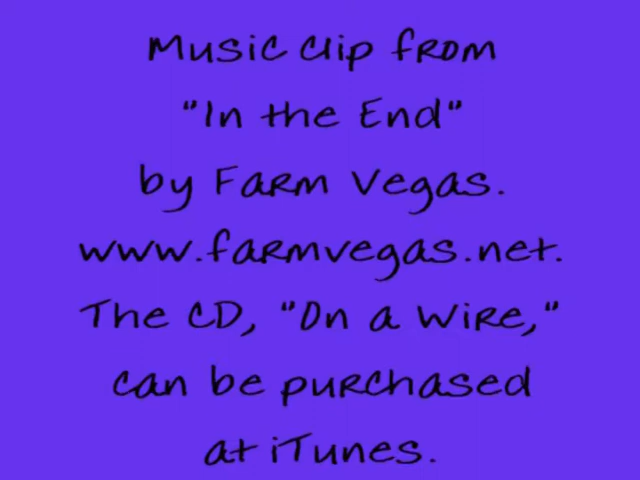 Music clip from
"In the End"
by Farm Vegas.
www.farmvegas.net.
The CD, "On a Wire,"
can be purchased
at iTunes.